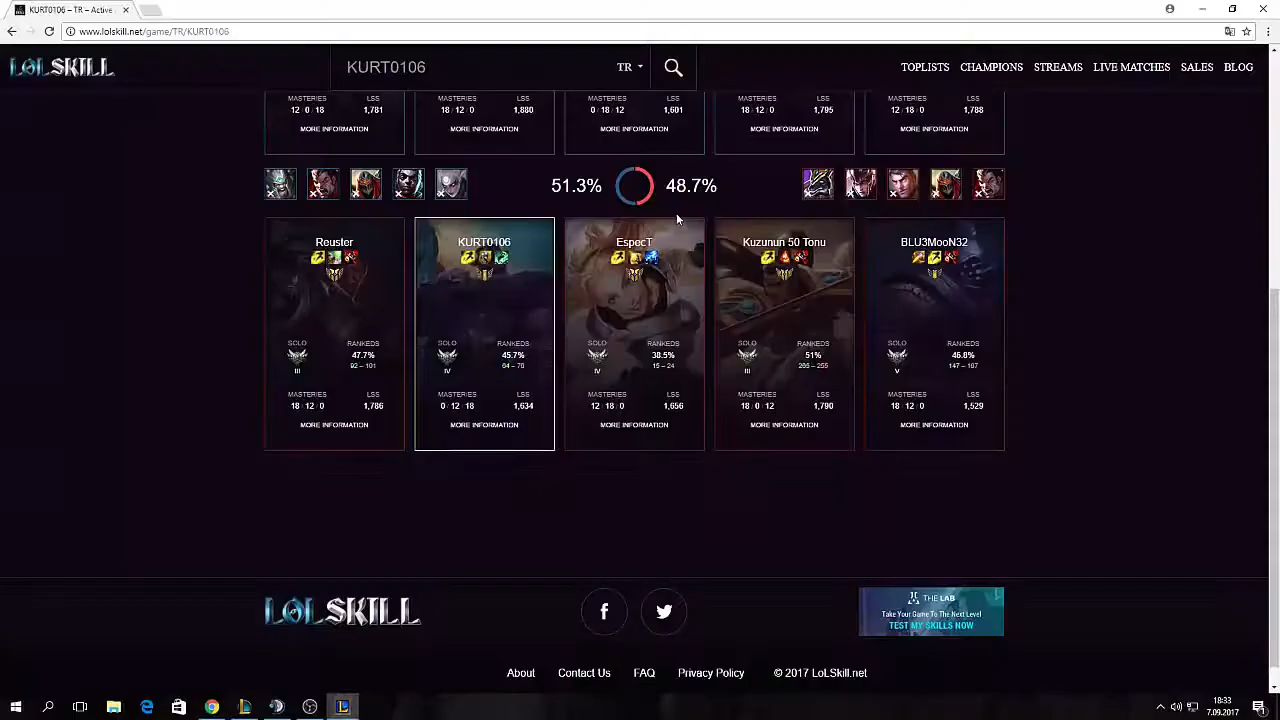 KURT0106 – TR – Active
www.lolskill.net/game/TR/KURT0106
LOLSKILL KURT0106 TR TOPLISTS CHAMPIONS STREAMS LIVE MATCHES SALES BLOG
MASTERIES LSS MASTERIES LSS MASTERIES LSS MASTERIES LSS MASTERIES LSS
12 0 18 1,781 18 12 0 1,880 0 18 12 1,601 18 12 0 1,795 12 18 0 1,788
MORE INFORMATION MORE INFORMATION MORE INFORMATION MORE INFORMATION MORE INFORMATION
51.3% 48.7%
Reuster KURT0106 EspecT Kuzunun 50 Tonu BLU3MooN32
SOLO RANKEDS SOLO RANKEDS SOLO RANKEDS SOLO RANKEDS SOLO RANKEDS
47.7% 45.7% 38.5% 51% 46.8%
92 – 101 15 – 24
III IV IV III V
MASTERIES LSS MASTERIES LSS MASTERIES LSS MASTERIES LSS MASTERIES LSS
18 12 0 1,786 0 12 18 1,634 12 18 0 1,656 18 0 12 1,790 18 12 0 1,529
MORE INFORMATION MORE INFORMATION MORE INFORMATION MORE INFORMATION MORE INFORMATION
LOLSKILL
THE LAB
Take Your Game To The Next Level
TEST MY SKILLS NOW
About Contact Us FAQ Privacy Policy © 2017 LoLSkill.net
18:33
7.09.2017